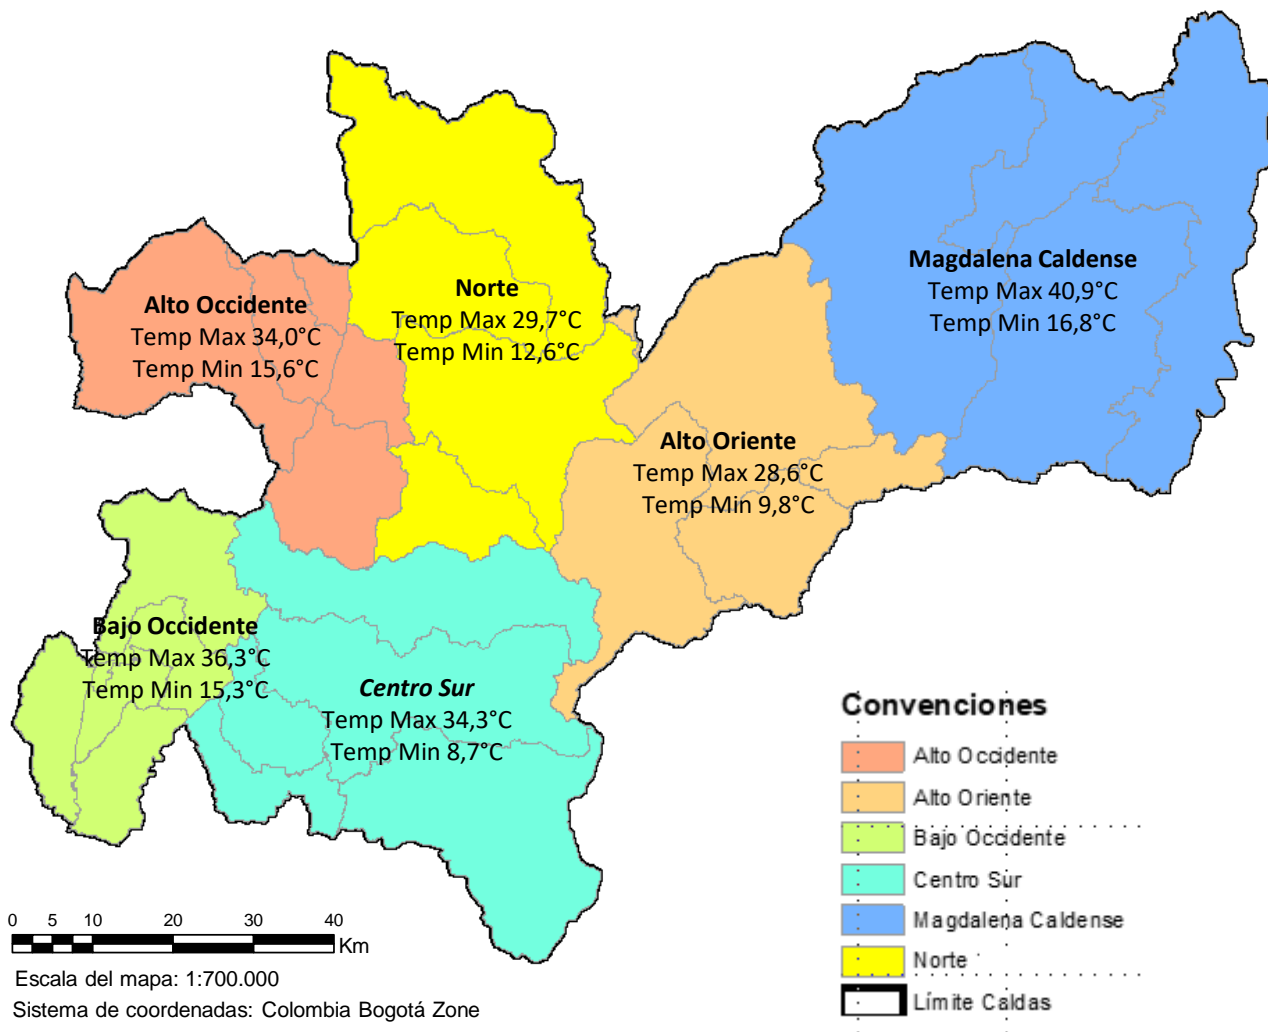 Magdalena Caldense
Temp Max 40,9°C
Temp Min 16,8°C
Norte
Temp Max 29,7°C
Temp Min 12,6°C
Alto Occidente
Temp Max 34,0°C
Temp Min 15,6°C
Alto Oriente
Temp Max 28,6°C
Temp Min 9,8°C
Bajo Occidente
Temp Max 36,3°C
Temp Min 15,3°C
Centro Sur
Temp Max 34,3°C
Temp Min 8,7°C
Convenciones
Alto Occidente
Alto Oriente
Bajo Occidente
Centro Sur
Magdalena Caldense
Norte
Límite Caldas
0 5 10 20 30 40
Km
Escala del mapa: 1:700.000
Sistema de coordenadas: Colombia Bogotá Zone